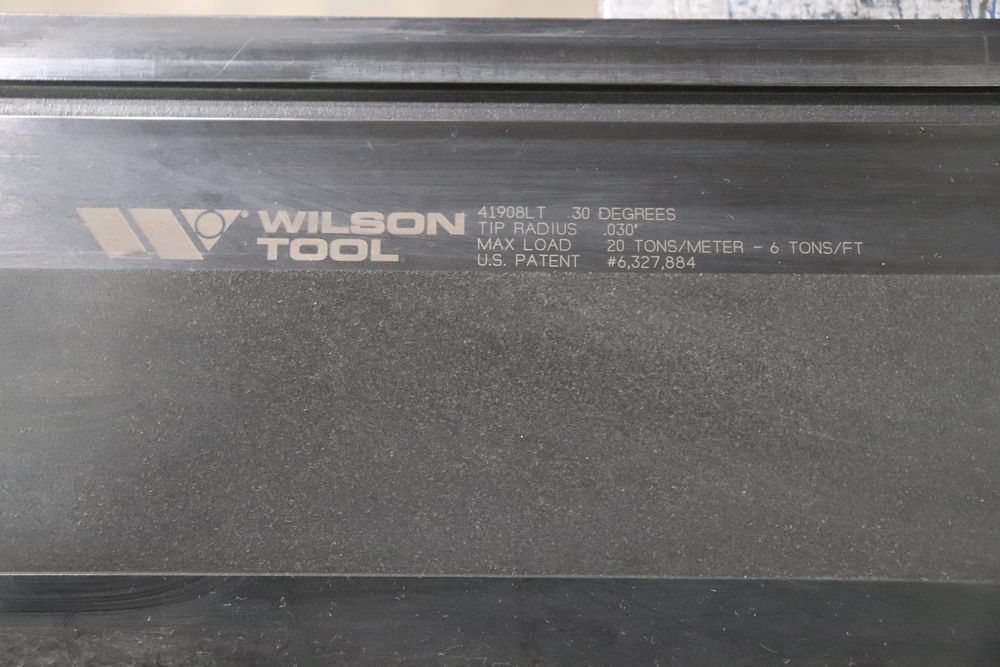 WILSON
TOOL
41908LT .30 DEGREES
TIP RADIUS .030'
MAX LOAD 20 TONS/METER - 6 TONS/FT
U.S. PATENT #6,327,884